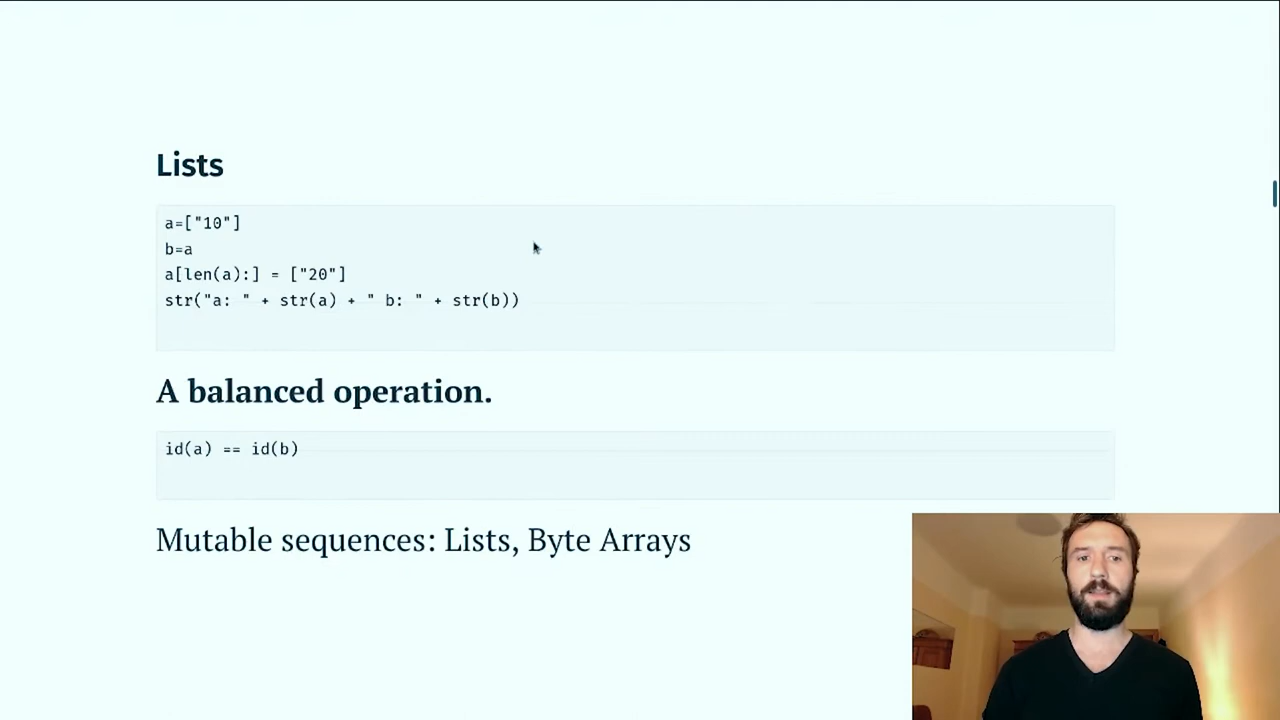 Lists
a=["10"]
b=a
a[len(a):] = ["20"]
str("a: " + str(a) + " b: " + str(b))
A balanced operation.
id(a) == id(b)
Mutable sequences: Lists, Byte Arrays